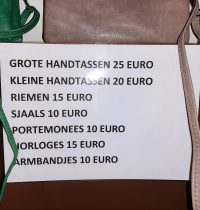 GROTE HANDTASSEN 25 EURO
KLEINE HANDTASSEN 20 EURO
RIEMEN 15 EURO
SJAALS 10 EURO
PORTEMONEES 10 EURO
HORLOGES 15 EURO
ARMBANDJES 10 EURO